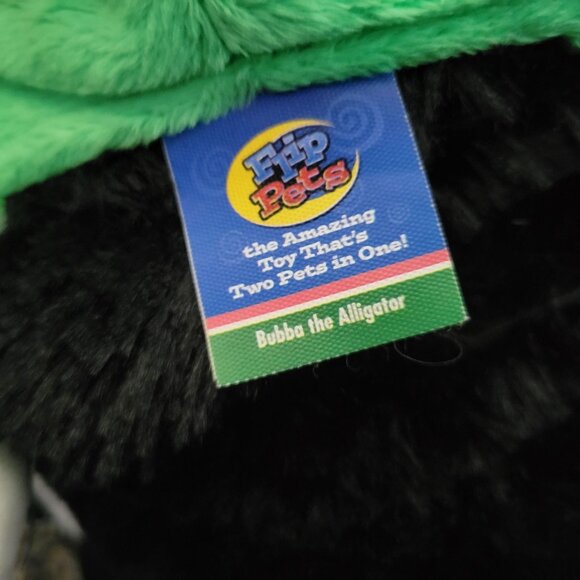 Flip
Pets
the Amazing
Toy That's
Two Pets in One!
Bubba the Alligator